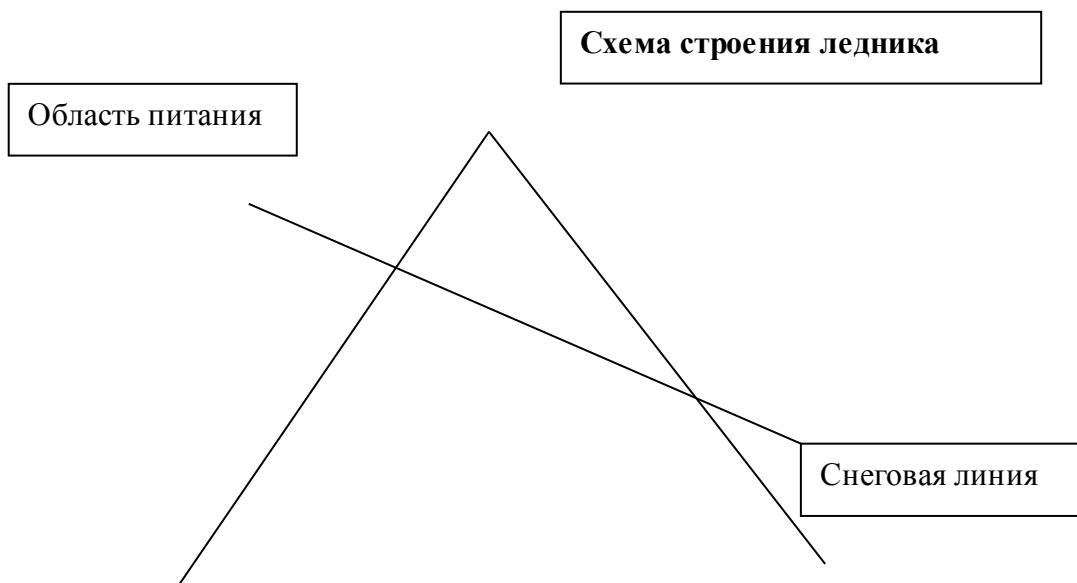 Схема строения ледника
Область питания
Снеговая линия